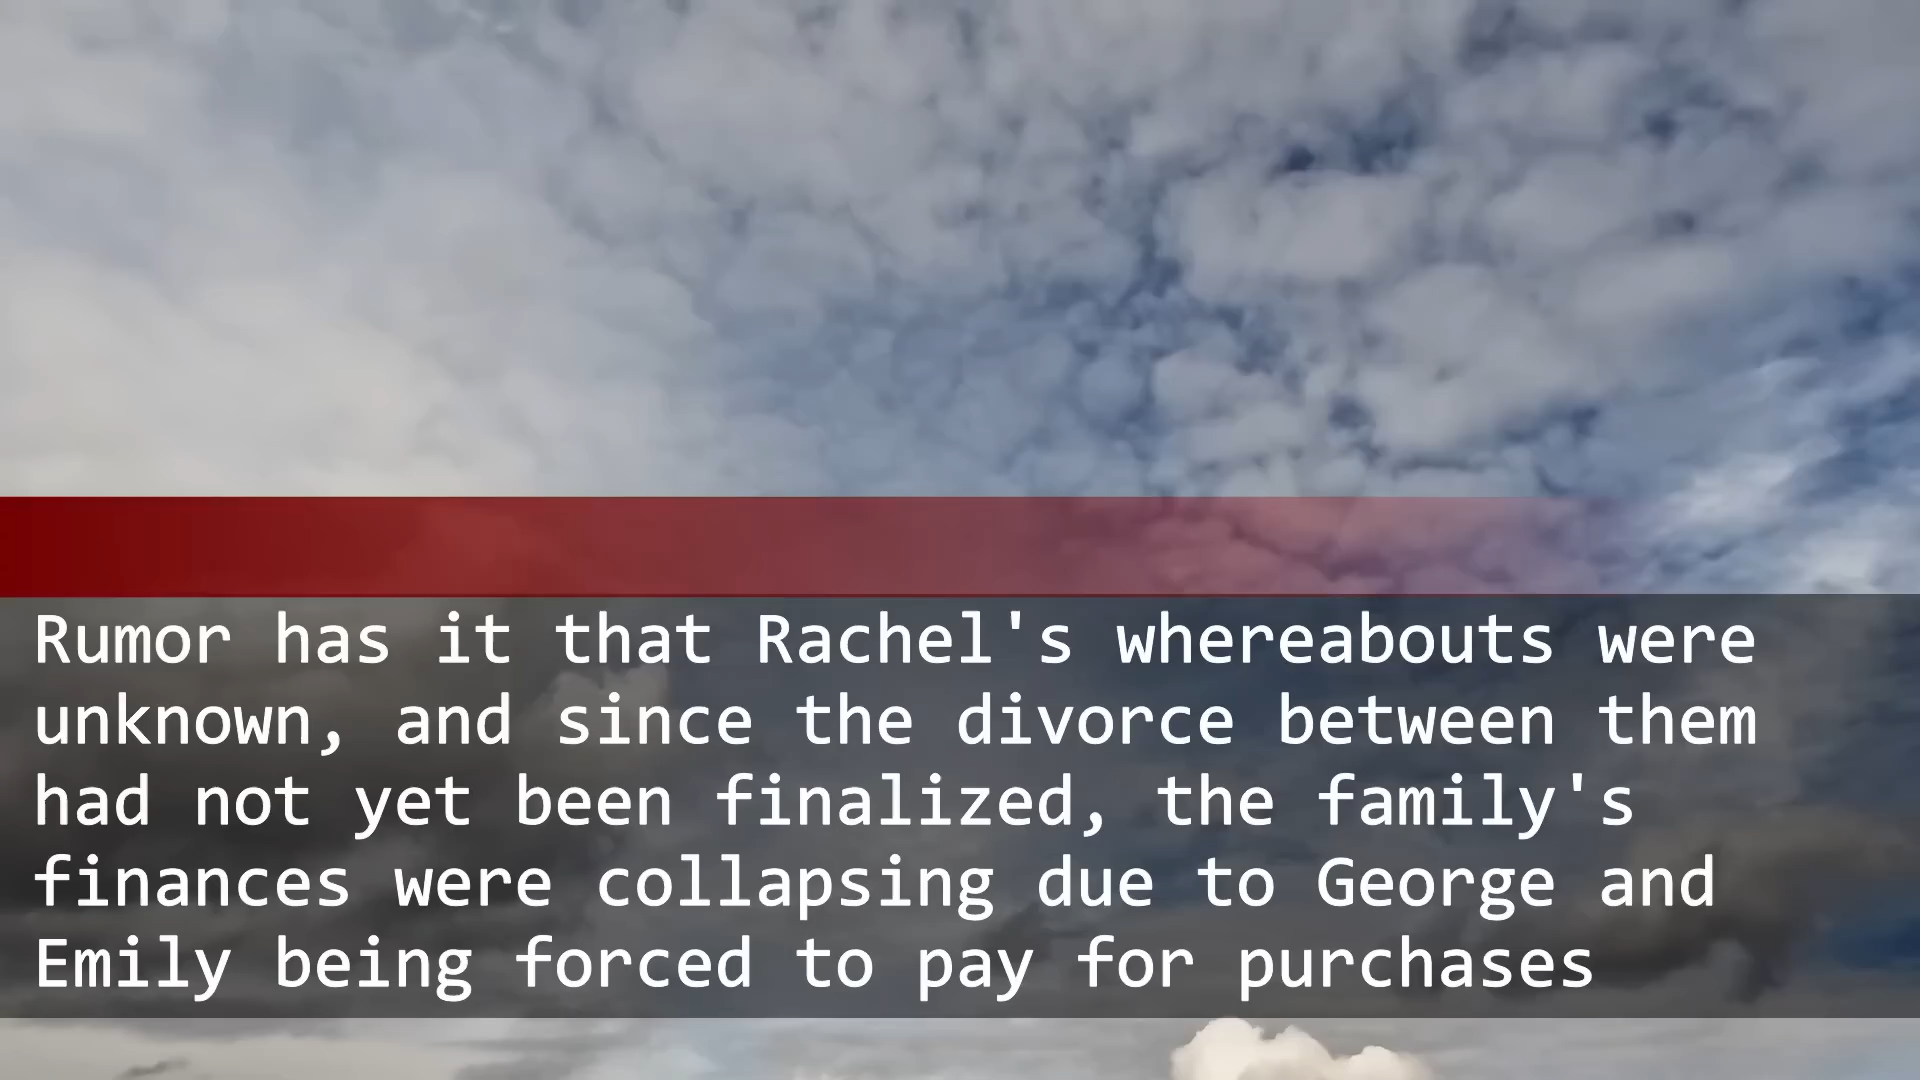 Rumor has it that Rachel's whereabouts were
unknown, and since the divorce between them
had not yet been finalized, the family's
finances were collapsing due to George and
Emily being forced to pay for purchases